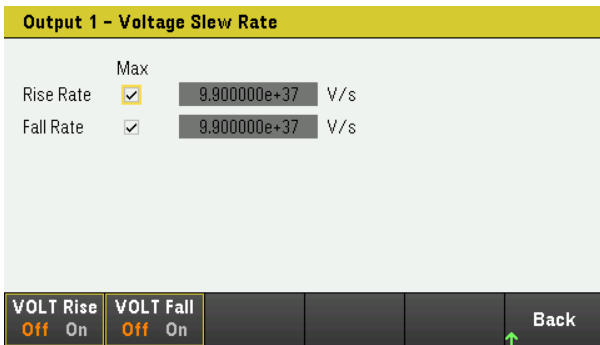 Output 1 - Voltage Slew Rate
Max
Rise Rate 9.900000e+37 V/s
Fall Rate 9.900000e+37 V/s
VOLT Rise VOLT Fall
Off On Off On Back